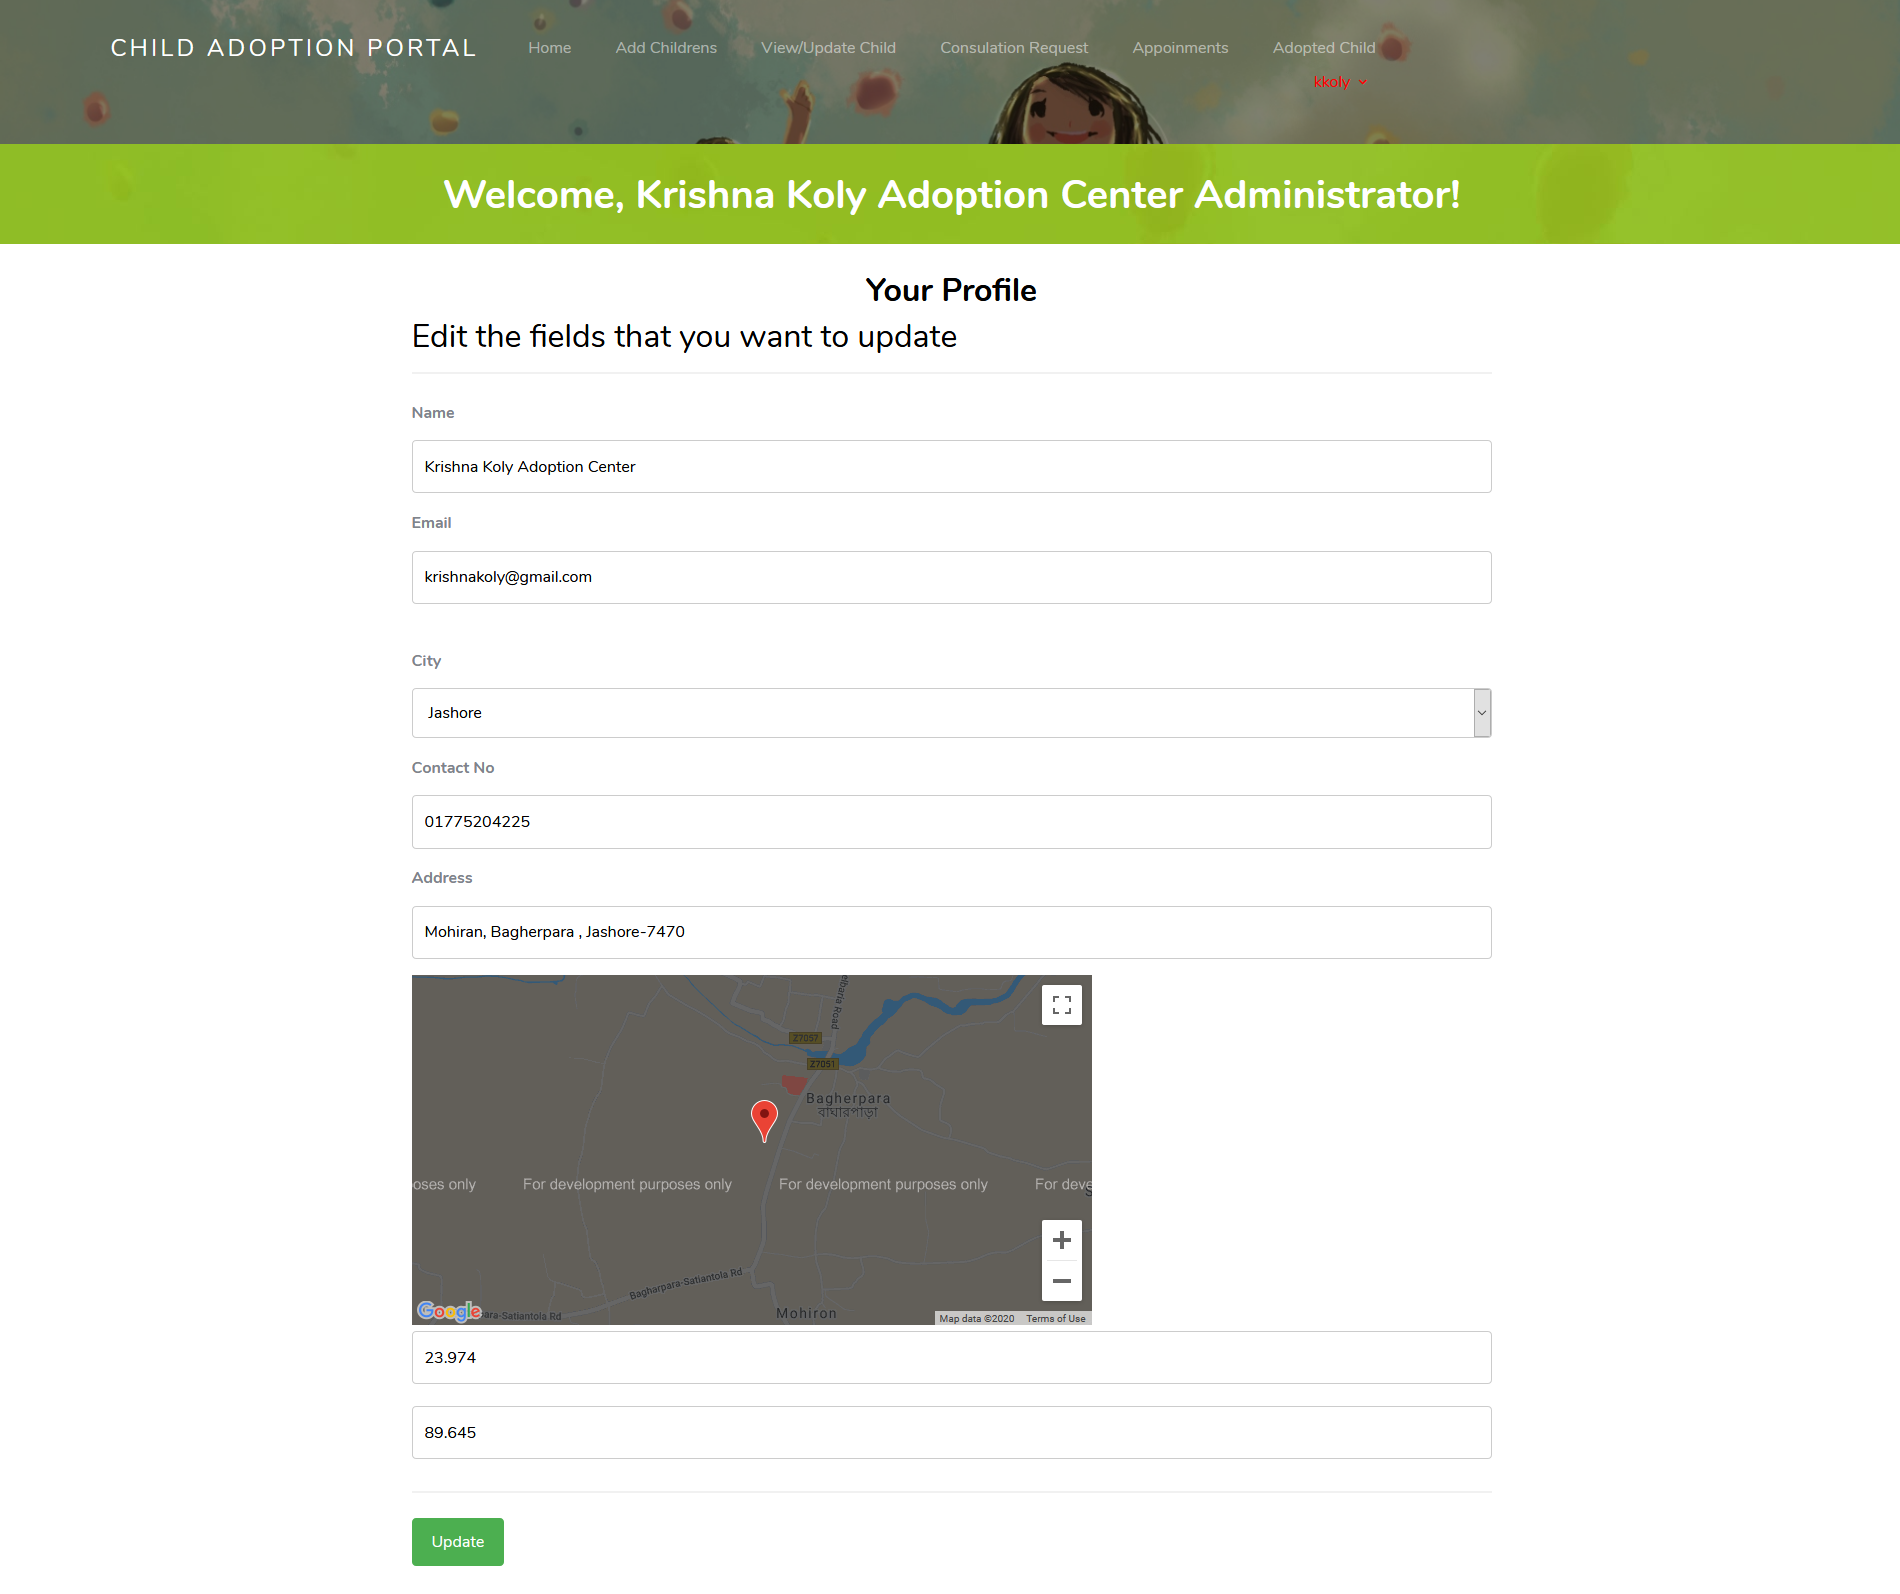 CHILD ADOPTION PORTAL
Home
Add Childrens
View/Update Child
Consulation Request
Appoinments
Adopted Child
kkoly
Welcome, Krishna Koly Adoption Center Administrator!
Your Profile
Edit the fields that you want to update
Name
Krishna Koly Adoption Center
Email
krishnakoly@gmail.com
City
Jashore
Contact No
01775204225
Address
Mohiran, Bagherpara , Jashore-7470
elbaria Road
Z7057
Z7051
Bagherpara
বাঘারপাড়া
oses only
For development purposes only
For development purposes only
For deve
Bagharpara-Satiantola Rd
Mohiron
Google
para-Satiantola Rd
Map data ©2020
Terms of Use
23.974
89.645
Update